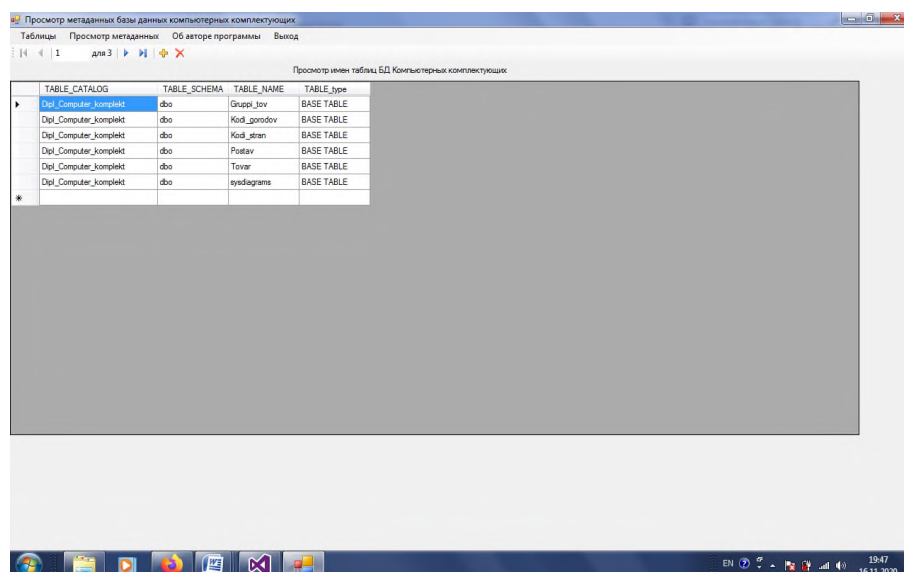 Просмотр метаданных базы данных компьютерных комплектующих
Таблицы Просмотр метаданных Об авторе программы Выход
1 для 3
Просмотр имен таблиц БД Компьютерных комплектующих
TABLE_CATALOG TABLE_SCHEMA TABLE_NAME TABLE_type
Dipl_Computer_komplekt dbo Gruppi_tov BASE TABLE
Dipl_Computer_komplekt dbo Kodi_gorodov BASE TABLE
Dipl_Computer_komplekt dbo Kodi_stran BASE TABLE
Dipl_Computer_komplekt dbo Postav BASE TABLE
Dipl_Computer_komplekt dbo Tovar BASE TABLE
Dipl_Computer_komplekt dbo sysdiagrams BASE TABLE
EN 19:47
16.11.2020